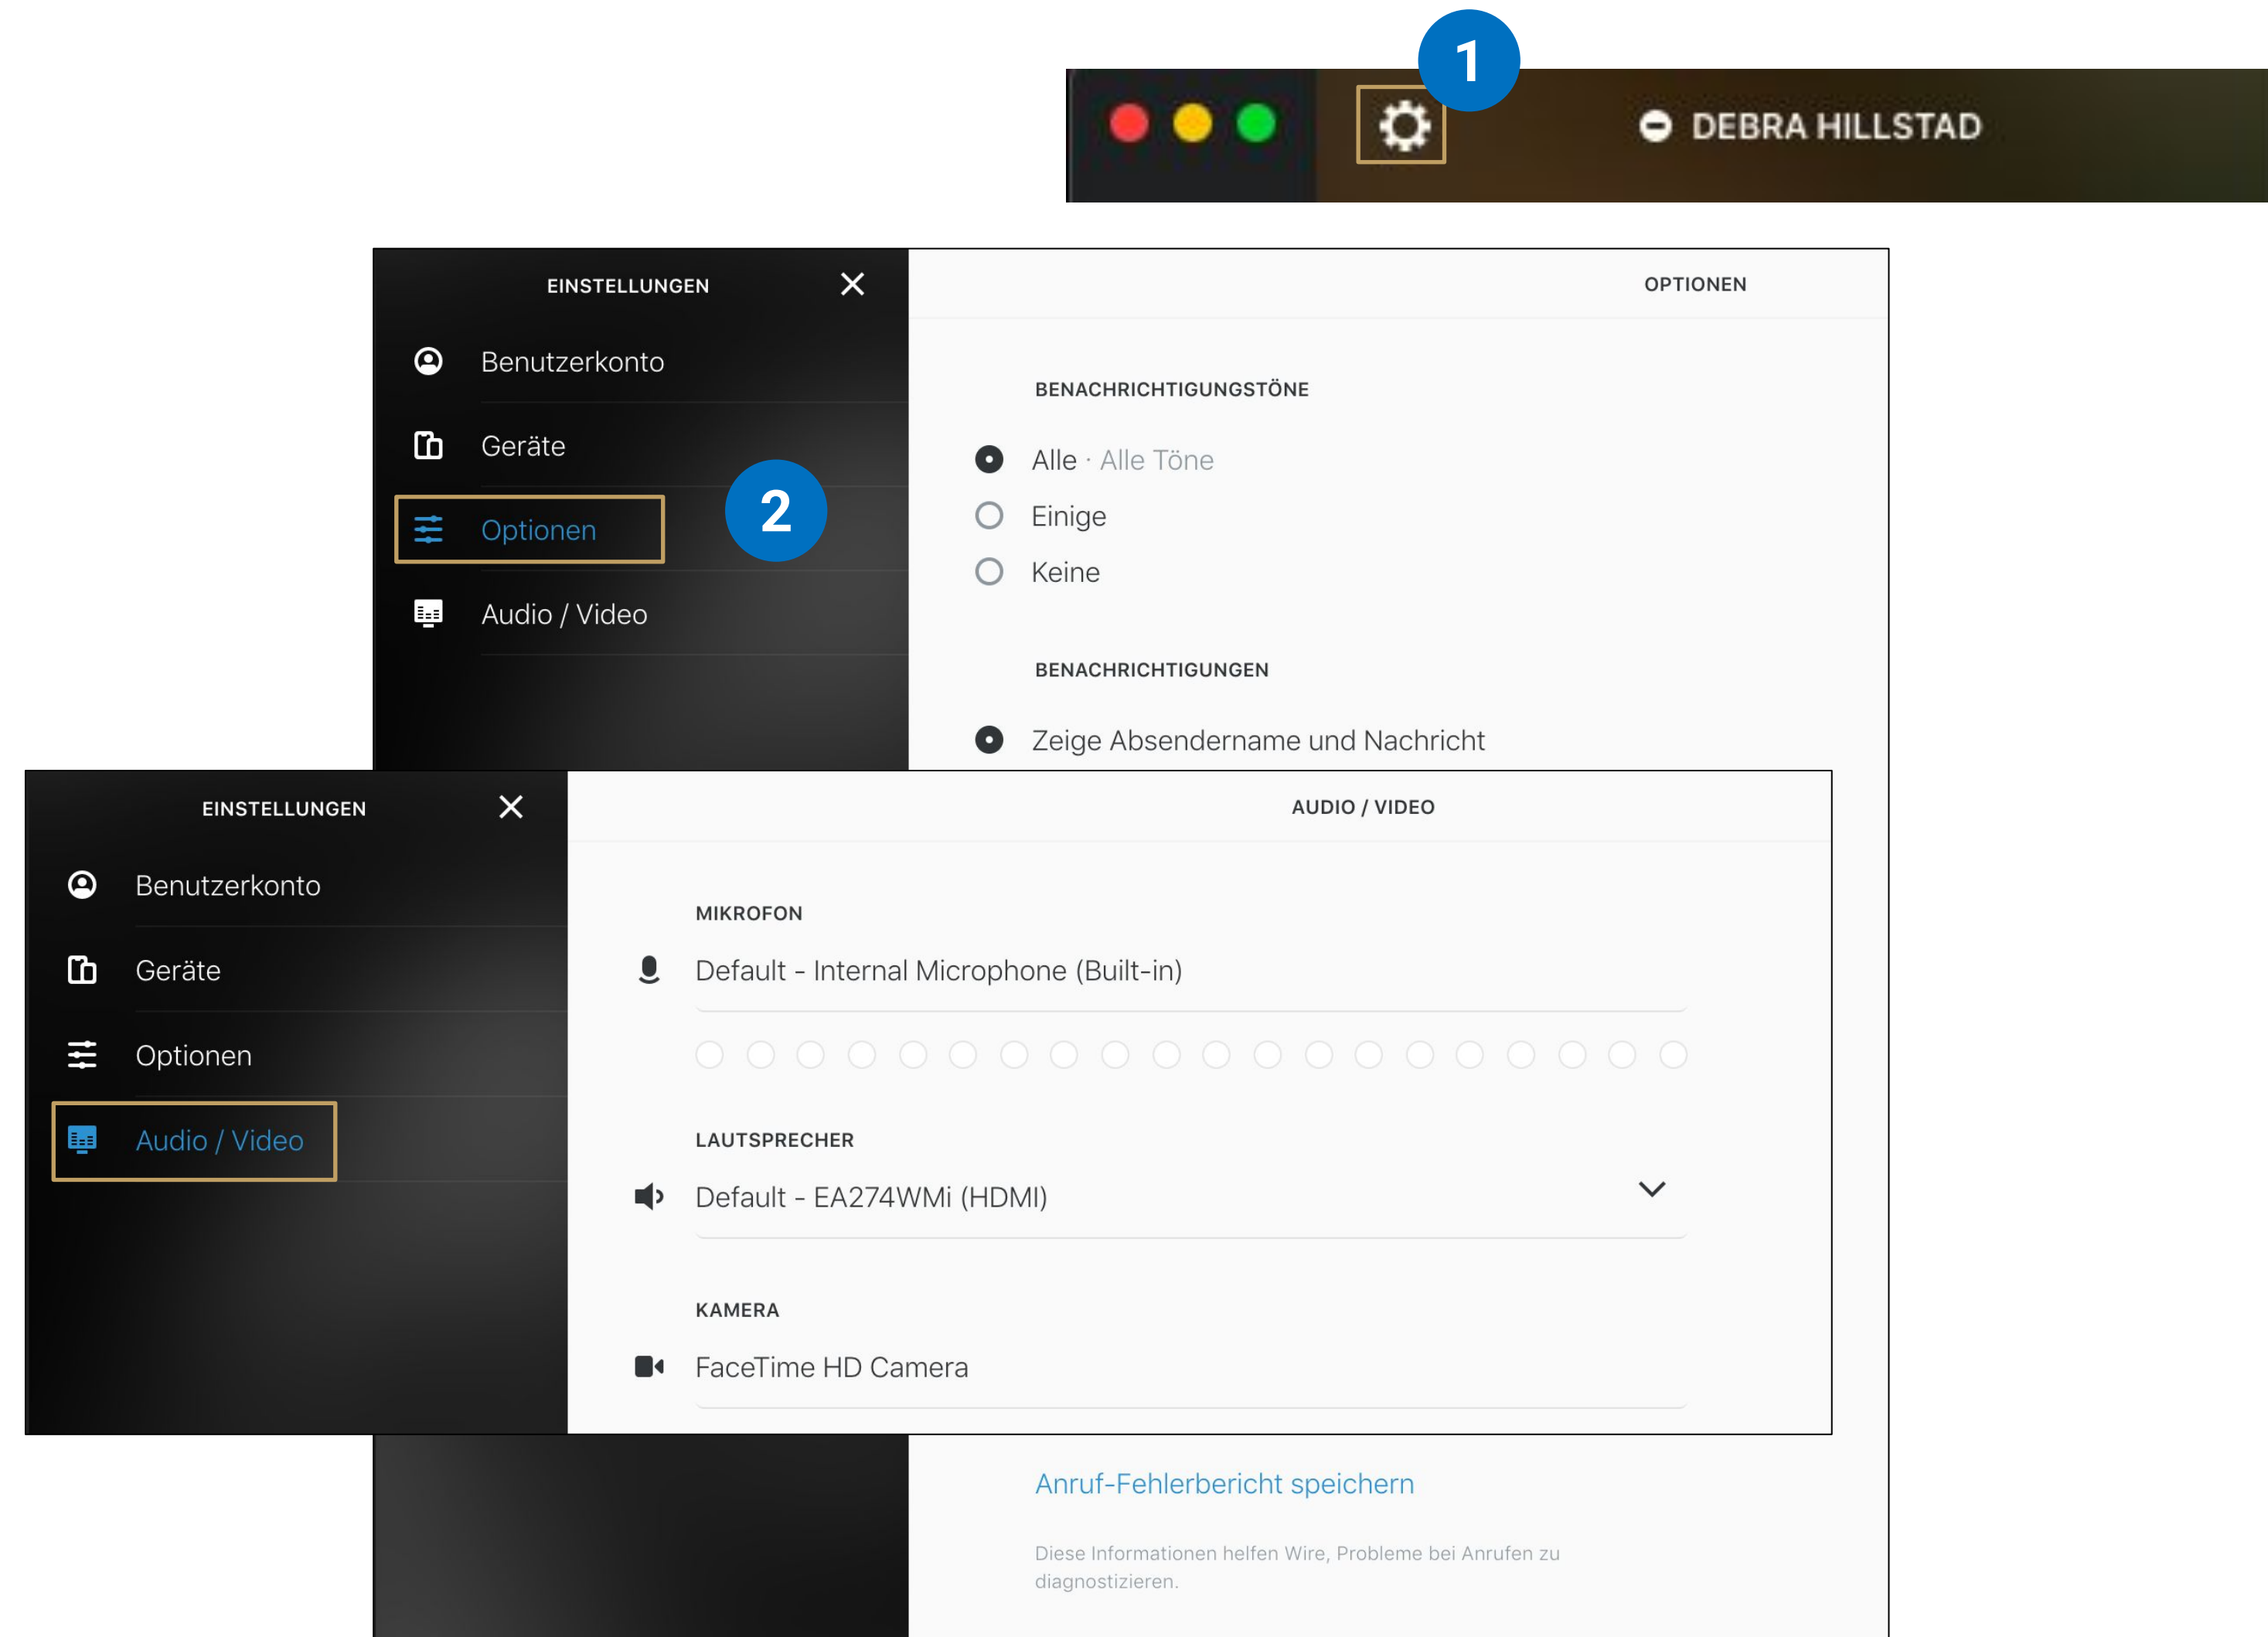 1
DEBRA HILLSTAD
EINSTELLUNGEN
OPTIONEN
Benutzerkonto
Geräte
Optionen
2
Audio / Video
BENACHRICHTIGUNGSTÖNE
Alle · Alle Töne
Einige
Keine
BENACHRICHTIGUNGEN
Zeige Absendername und Nachricht
EINSTELLUNGEN
AUDIO / VIDEO
Benutzerkonto
Geräte
Optionen
Audio / Video
MIKROFON
Default - Internal Microphone (Built-in)
LAUTSPRECHER
Default - EA274WMi (HDMI)
KAMERA
FaceTime HD Camera
Anruf-Fehlerbericht speichern
Diese Informationen helfen Wire, Probleme bei Anrufen zu
diagnostizieren.